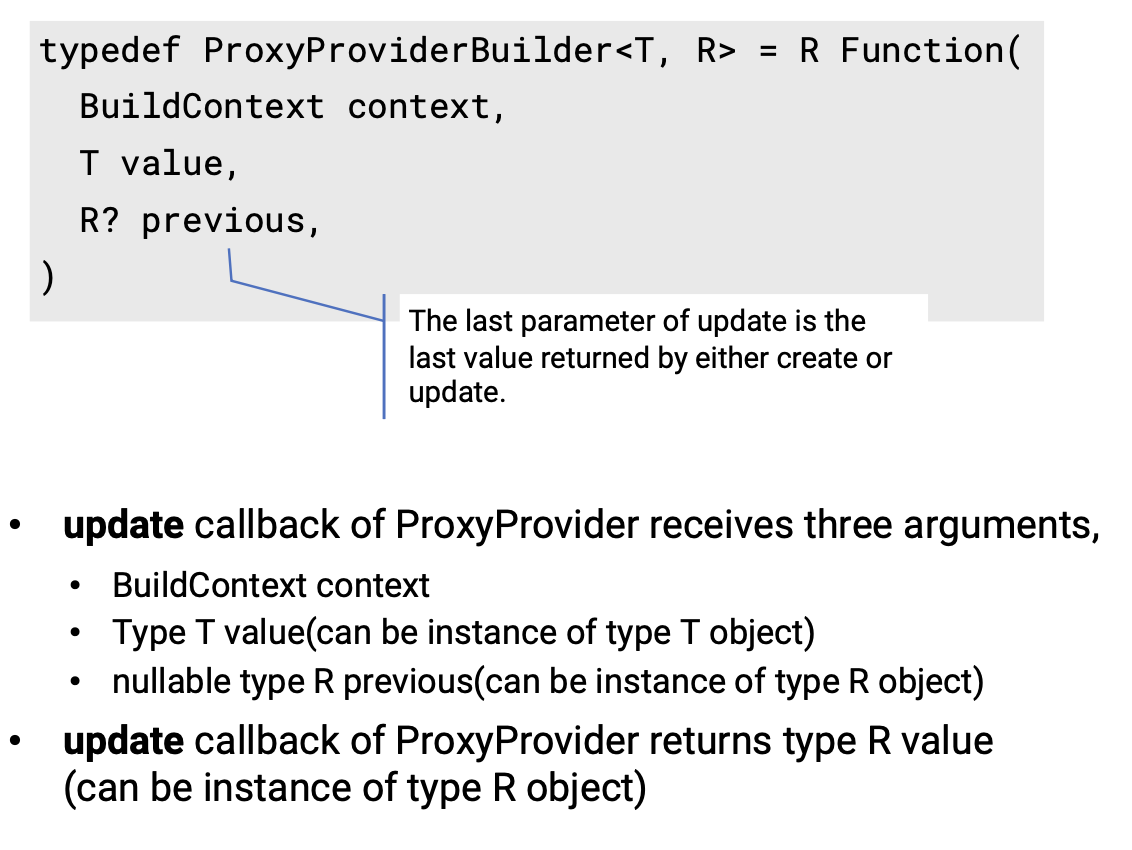 typedef ProxyProviderBuilder<T, R> = R Function(
  BuildContext context,
  T value,
  R? previous,
)
The last parameter of update is the
last value returned by either create or
update.
• update callback of ProxyProvider receives three arguments,
• BuildContext context
• Type T value(can be instance of type T object)
• nullable type R previous(can be instance of type R object)
• update callback of ProxyProvider returns type R value
(can be instance of type R object)